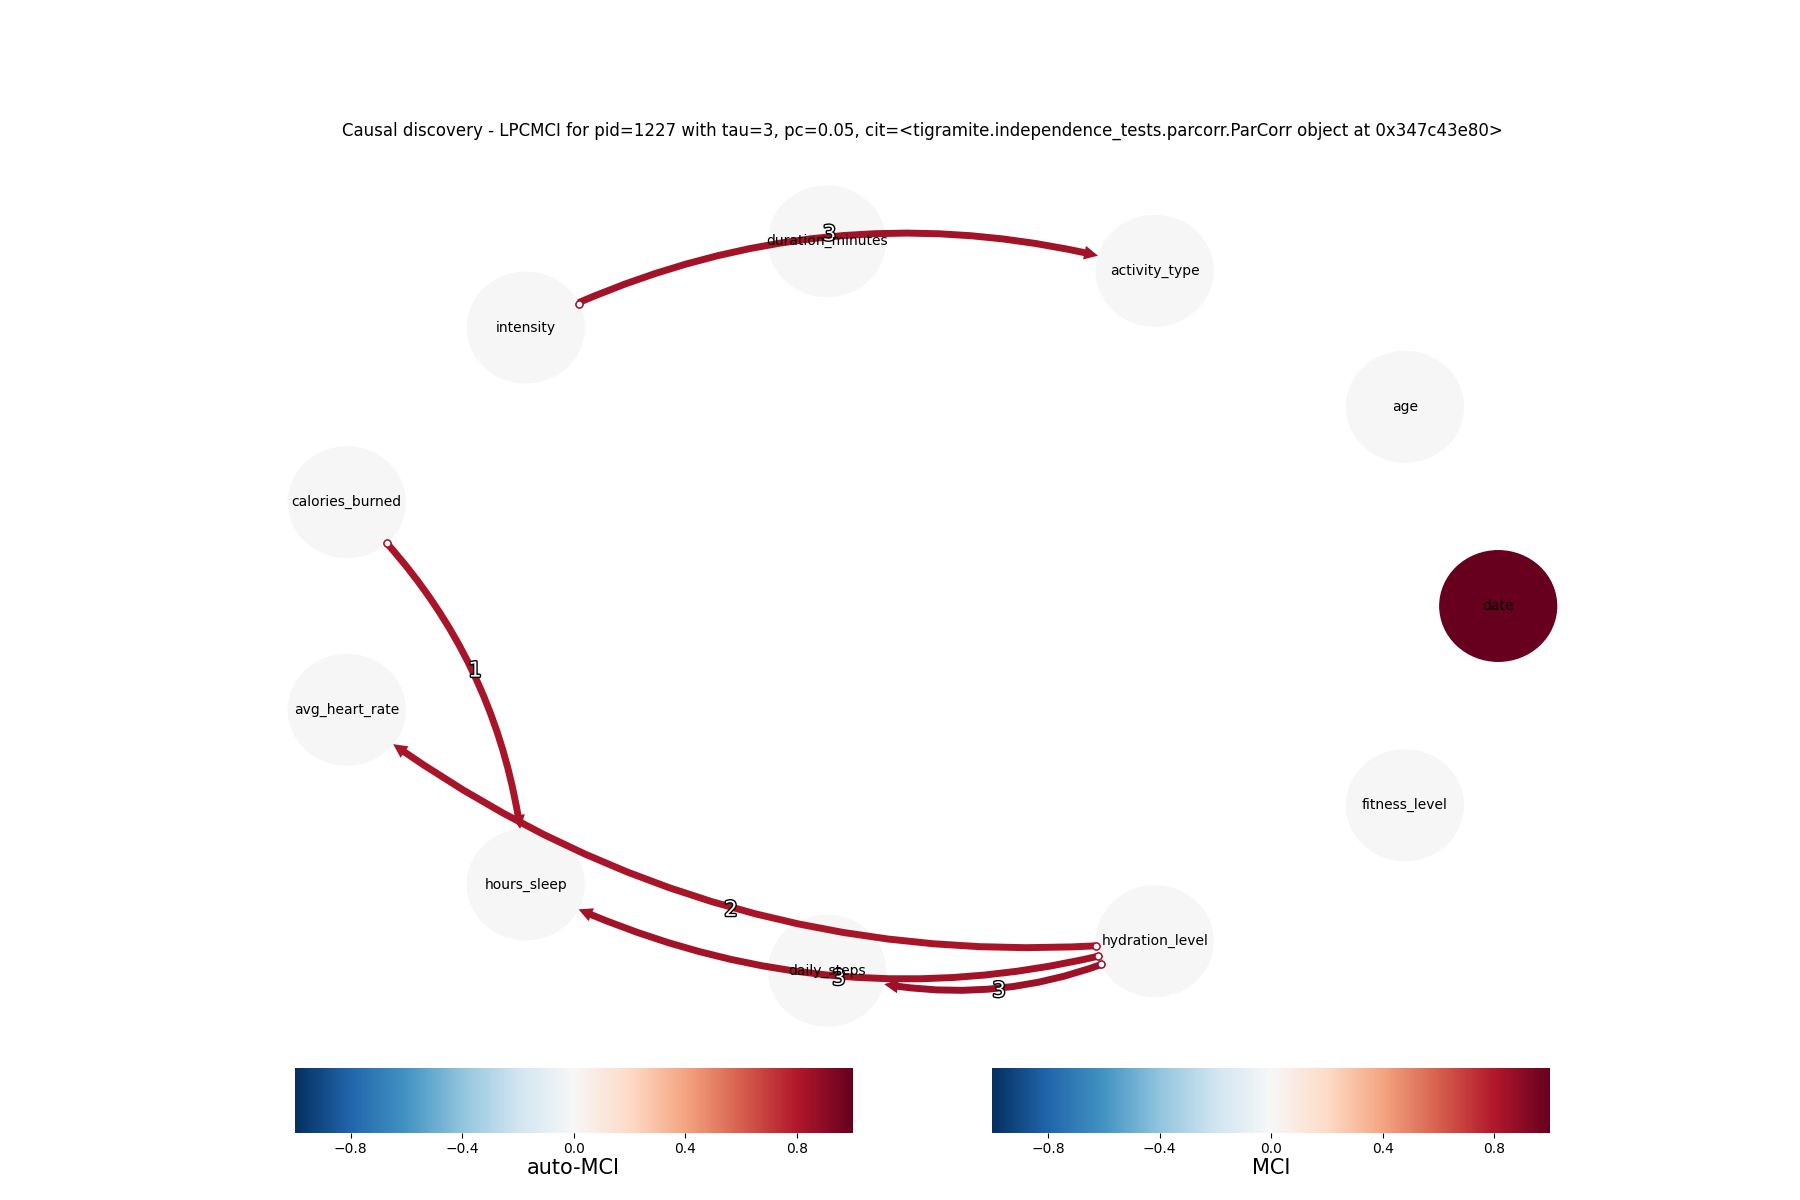 Causal discovery - LPCMCI for pid=1227 with tau=3, pc=0.05, cit=<tigramite.independence_tests.parcorr.ParCorr object at 0x347c43e80>
3
duration_minutes
activity_type
intensity
age
calories_burned
date
1
avg_heart_rate
fitness_level
hours_sleep
2
hydration_level
daily_steps
3
3
−0.8 −0.4 0.0 0.4 0.8
auto-MCI
−0.8 −0.4 0.0 0.4 0.8
MCI